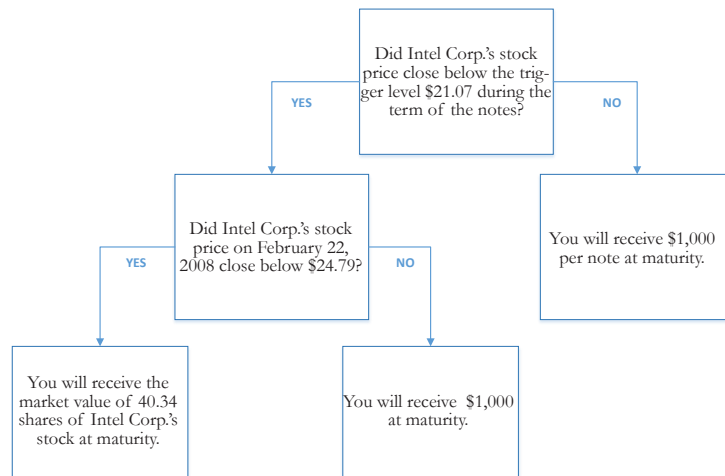 Did Intel Corp.'s stock
price close below the trig-
ger level $21.07 during the
term of the notes?
YES
NO
Did Intel Corp.'s stock
price on February 22,
2008 close below $24.79?
You will receive $1,000
per note at maturity.
YES
NO
You will receive the
market value of 40.34
shares of Intel Corp.'s
stock at maturity.
You will receive $1,000
at maturity.